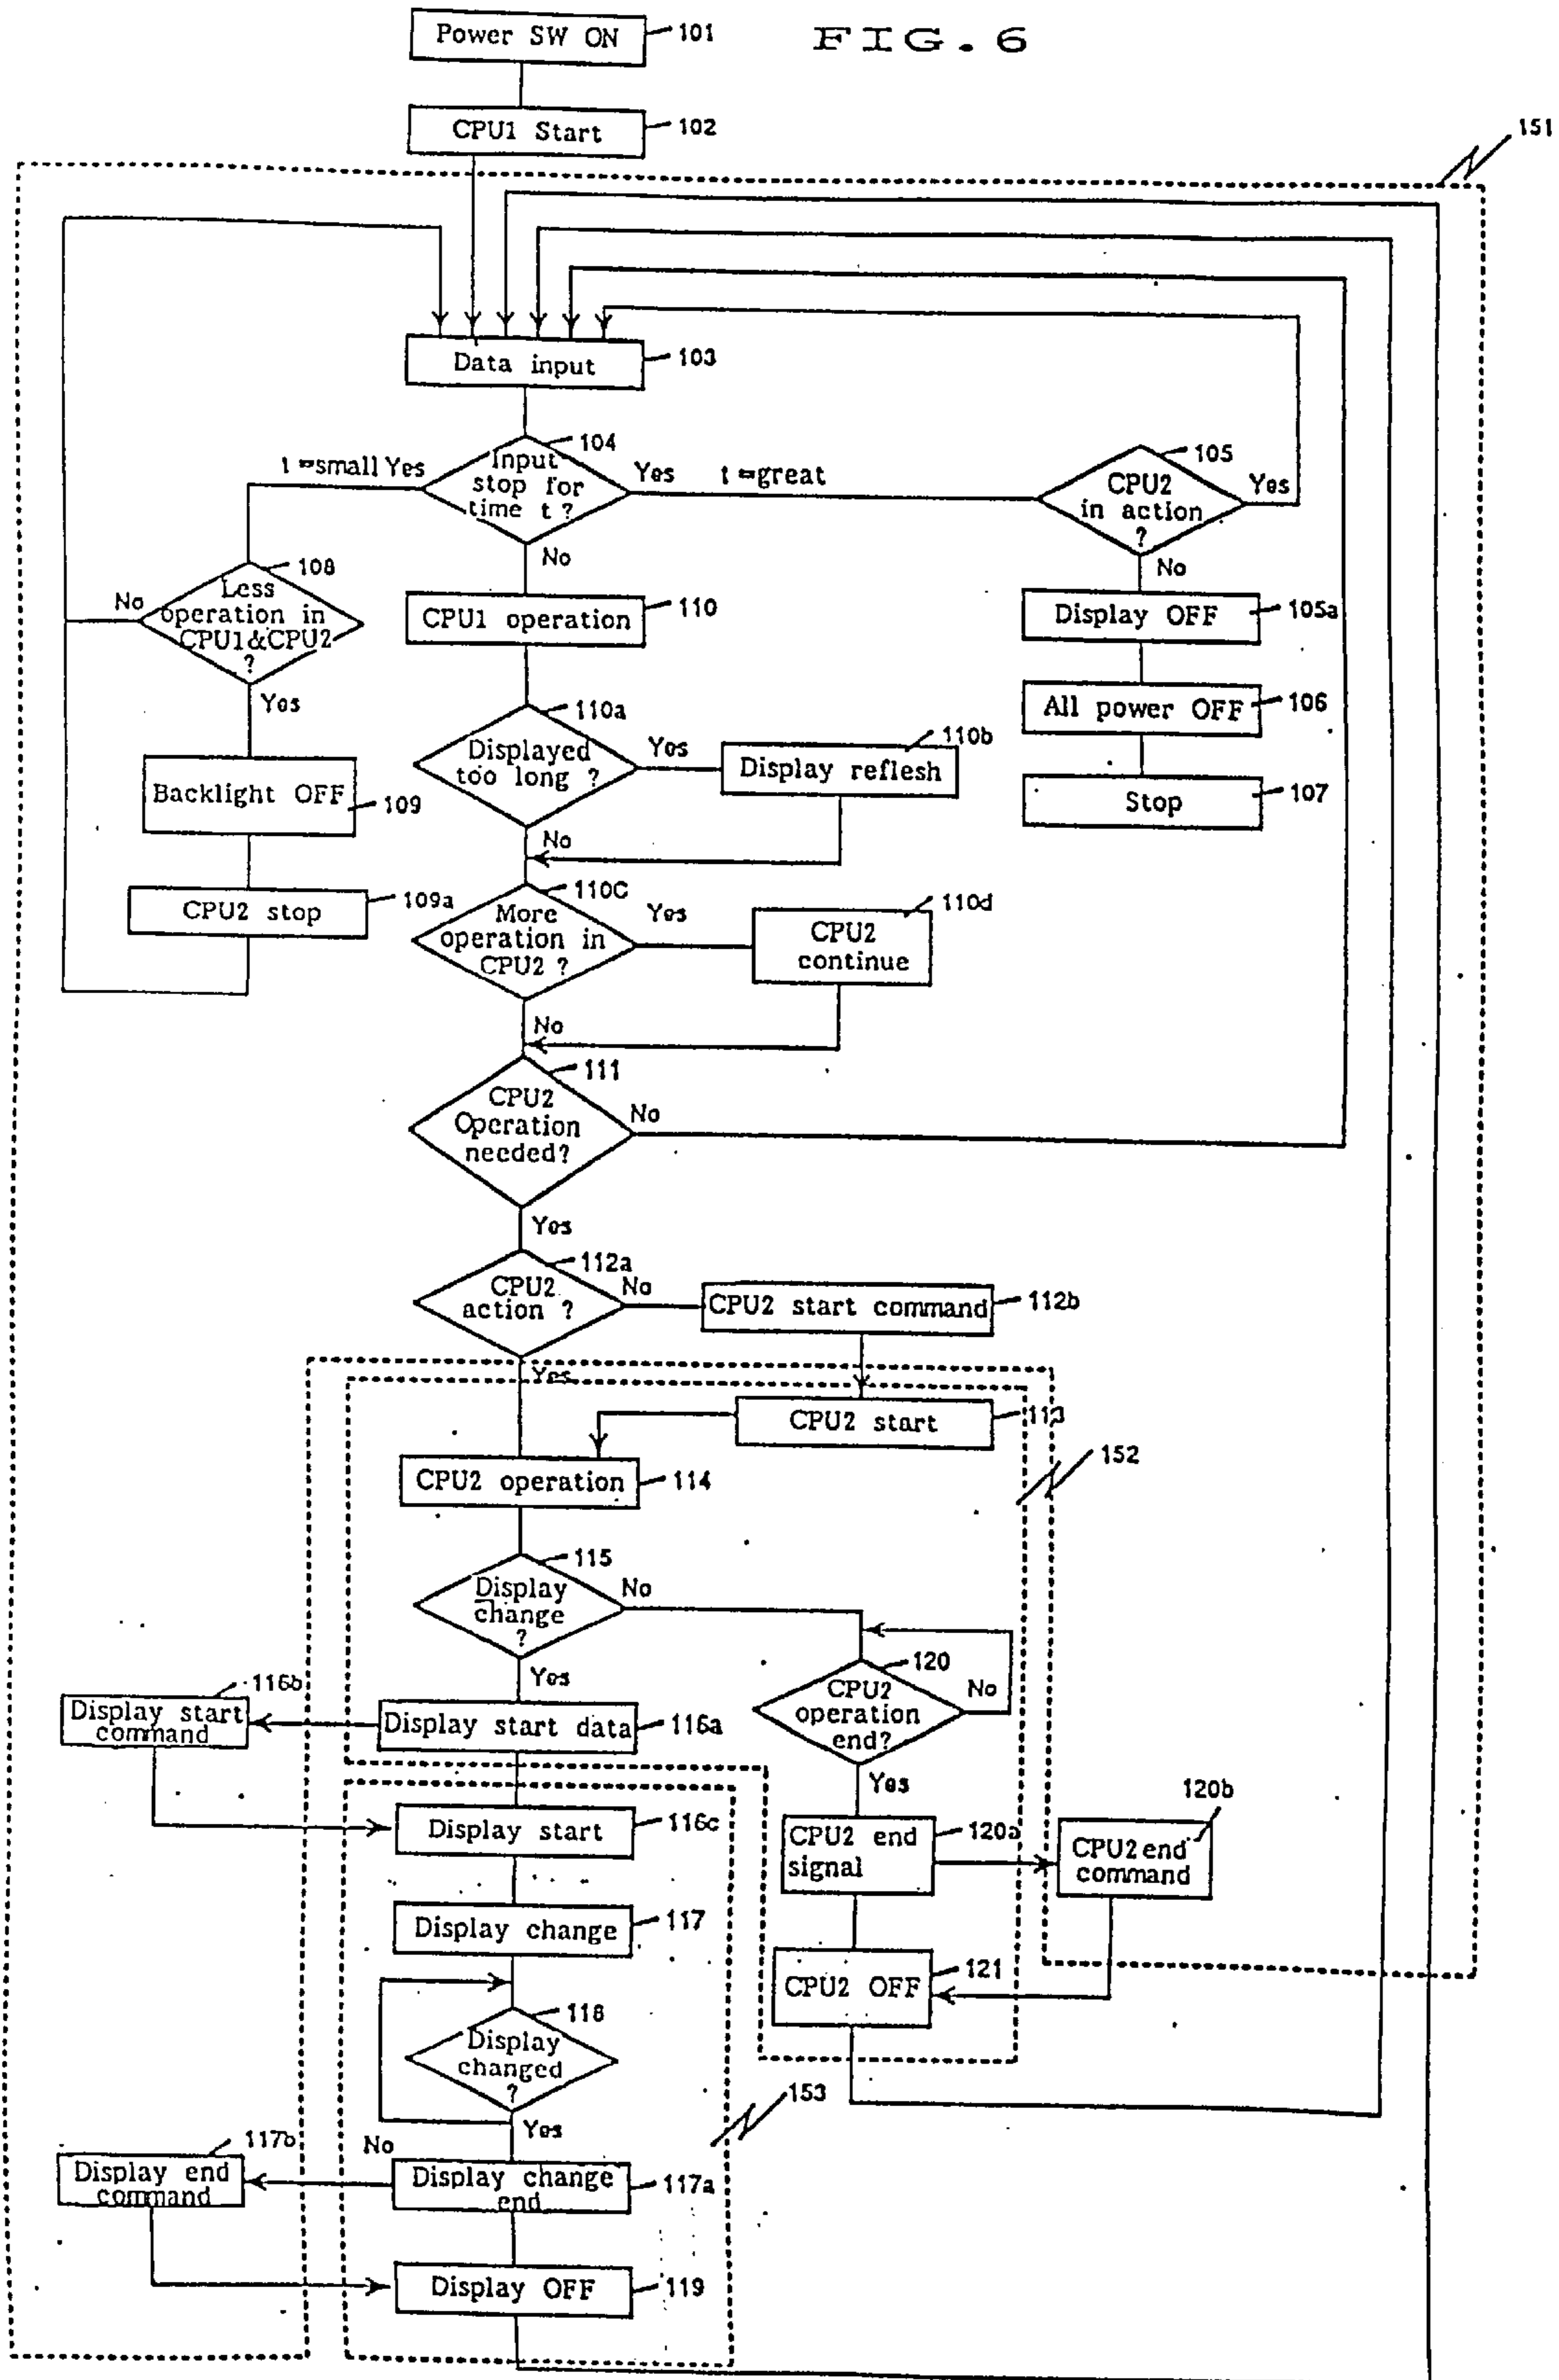 FIG. 6
Power SW ON
101
CPU1 Start
102
151
Data input
103
104
Input
stop for
time t ?
t=small Yes
Yes
t=great
No
105
CPU2
in action
?
Yes
No
108
Less
operation in
CPU1&CPU2
?
No
Yes
CPU1 operation
110
Display OFF
105a
All power OFF
106
Stop
107
110a
Displayed
too long ?
Yes
110b
Display reflesh
No
Backlight OFF
109
CPU2 stop
109a
110C
More
operation in
CPU2 ?
Yes
110d
CPU2
continue
No
111
CPU2
Operation
needed?
No
Yes
112a
CPU2
action ?
No
CPU2 start command
112b
Yes
CPU2 start
113
CPU2 operation
114
152
115
Display
change
?
No
Yes
116b
Display start
command
Display start data
116a
120
CPU2
operation
end?
No
Yes
Display start
116c
CPU2 end
signal
120a
120b
CPU2 end
command
Display change
117
CPU2 OFF
121
118
Display
changed
?
Yes
No
153
117b
Display end
command
Display change
end
117a
Display OFF
119